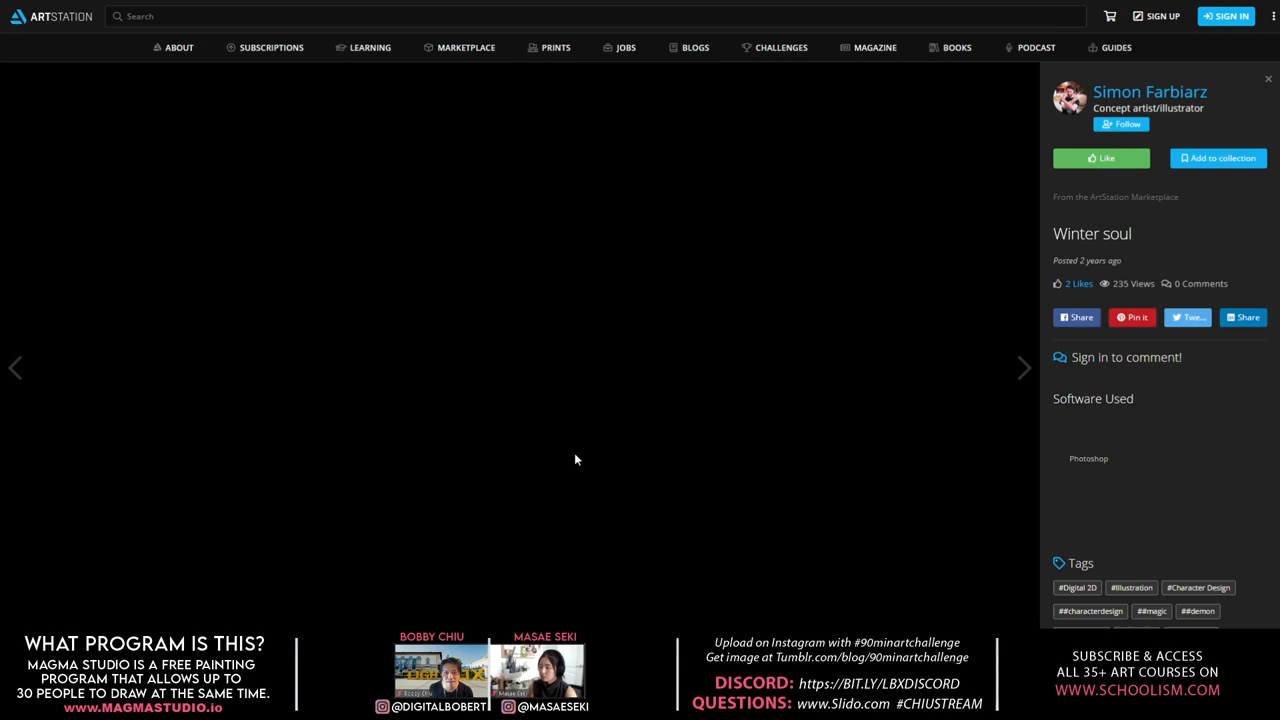 ARTSTATION
Search
SIGN UP
SIGN IN
ABOUT
SUBSCRIPTIONS
LEARNING
MARKETPLACE
PRINTS
JOBS
BLOGS
CHALLENGES
MAGAZINE
BOOKS
PODCAST
GUIDES
Simon Farbiarz
Concept artist/illustrator
Follow
Like
Add to collection
From the ArtStation Marketplace
Winter soul
Posted 2 years ago
2 Likes 235 Views 0 Comments
Share
Pin it
Twe...
Share
Sign in to comment!
Software Used
Photoshop
Tags
#Digital 2D
#Illustration
#Character Design
##characterdesign
##magic
##demon
WHAT PROGRAM IS THIS?
MAGMA STUDIO IS A FREE PAINTING
PROGRAM THAT ALLOWS UP TO
30 PEOPLE TO DRAW AT THE SAME TIME.
www.MAGMASTUDIO.io
BOBBY CHIU
MASAE SEKI
Bobby Chiu
@DIGITALBOBERT
@MASAESEKI
Upload on Instagram with #90minartchallenge
Get image at Tumblr.com/blog/90minartchallenge
DISCORD: https://BIT.LY/LBXDISCORD
QUESTIONS: www.Slido.com #CHIUSTREAM
SUBSCRIBE & ACCESS
ALL 35+ ART COURSES ON
WWW.SCHOOLISM.COM